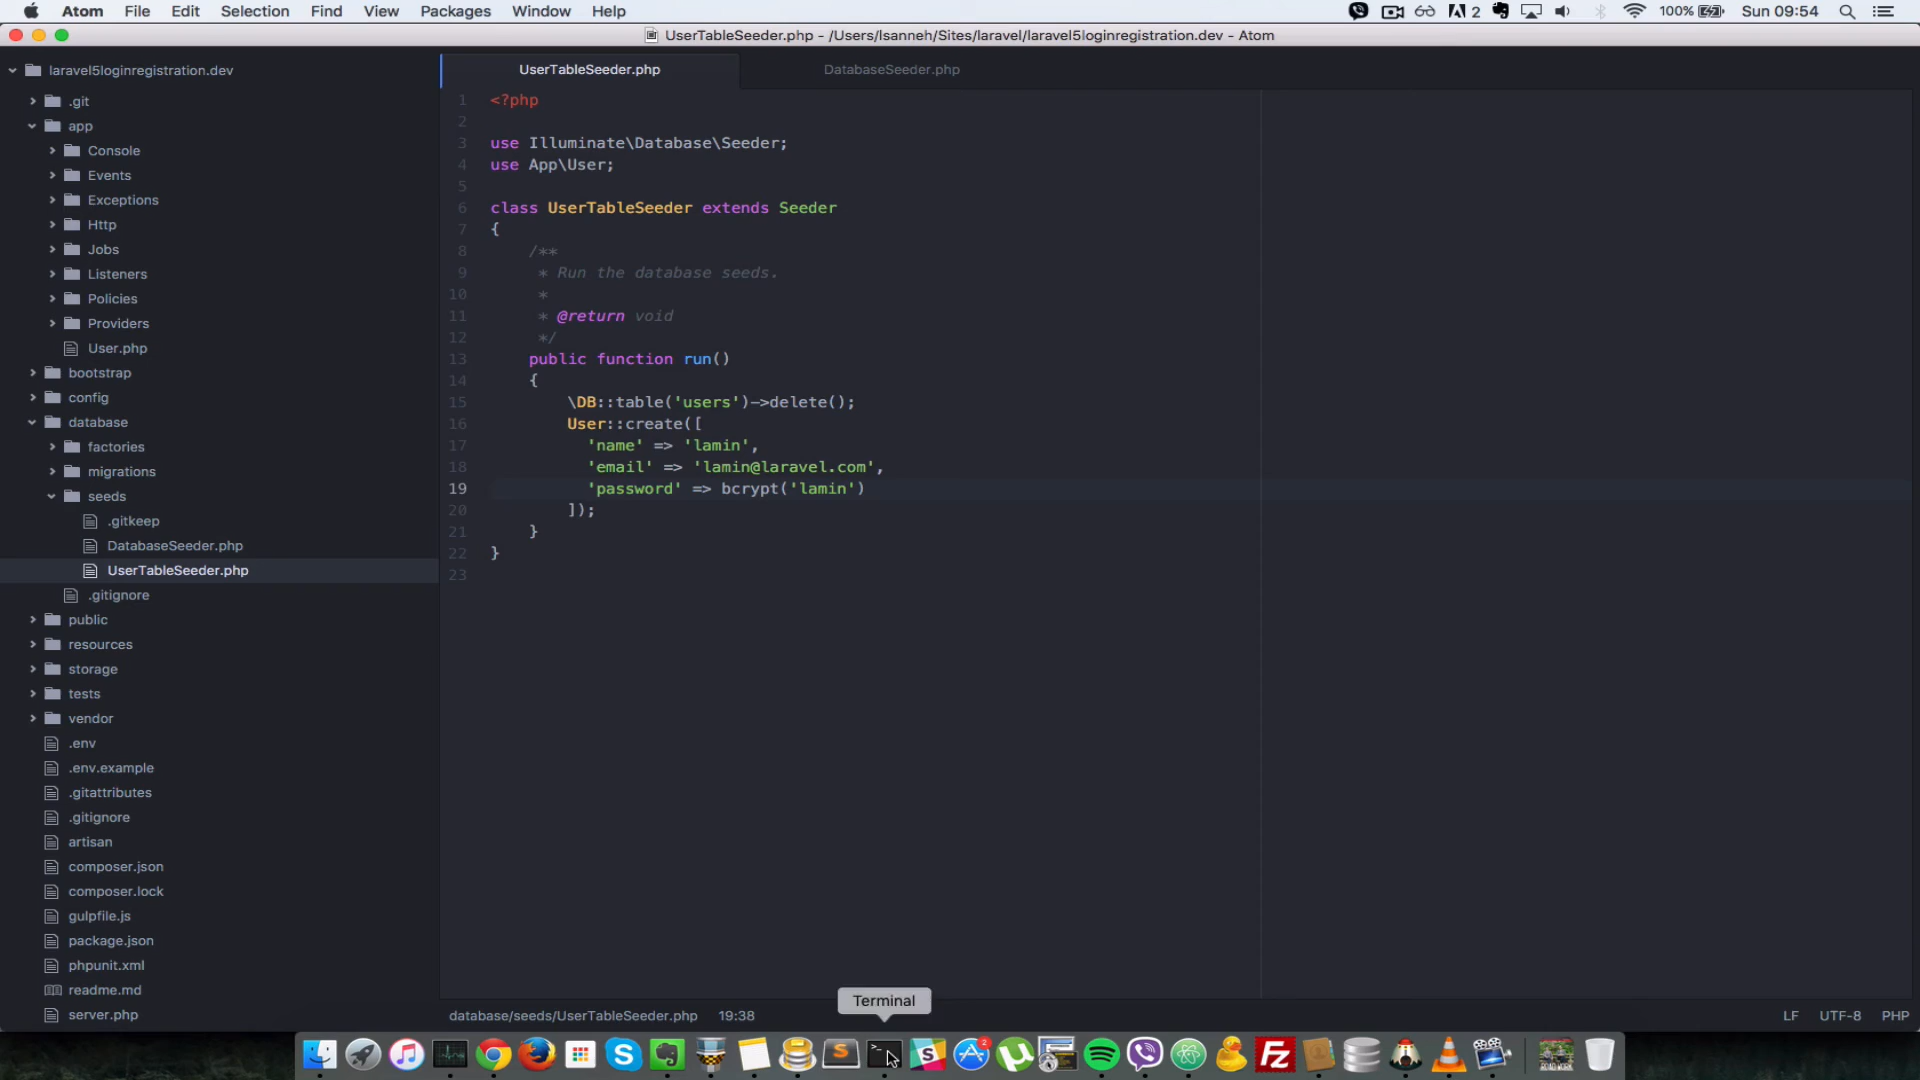 Atom File Edit Selection Find View Packages Window Help 2 100% Sun 09:54
UserTableSeeder.php - /Users/lsanneh/Sites/laravel/laravel5loginregistration.dev - Atom
laravel5loginregistration.dev
.git
app
Console
Events
Exceptions
Http
Jobs
Listeners
Policies
Providers
User.php
bootstrap
config
database
factories
migrations
seeds
.gitkeep
DatabaseSeeder.php
UserTableSeeder.php
.gitignore
public
resources
storage
tests
vendor
.env
.env.example
.gitattributes
.gitignore
artisan
composer.json
composer.lock
gulpfile.js
package.json
phpunit.xml
readme.md
server.php
UserTableSeeder.php DatabaseSeeder.php
1 <?php
2
3 use Illuminate\Database\Seeder;
4 use App\User;
5
6 class UserTableSeeder extends Seeder
7 {
8 /**
9 * Run the database seeds.
10 *
11 * @return void
12 */
13 public function run()
14 {
15 \DB::table('users')->delete();
16 User::create([
17 'name' => 'lamin',
18 'email' => 'lamin@laravel.com',
19 'password' => bcrypt('lamin')
20 ]);
21 }
22 }
23
Terminal
database/seeds/UserTableSeeder.php 19:38 LF UTF-8 PHP
2